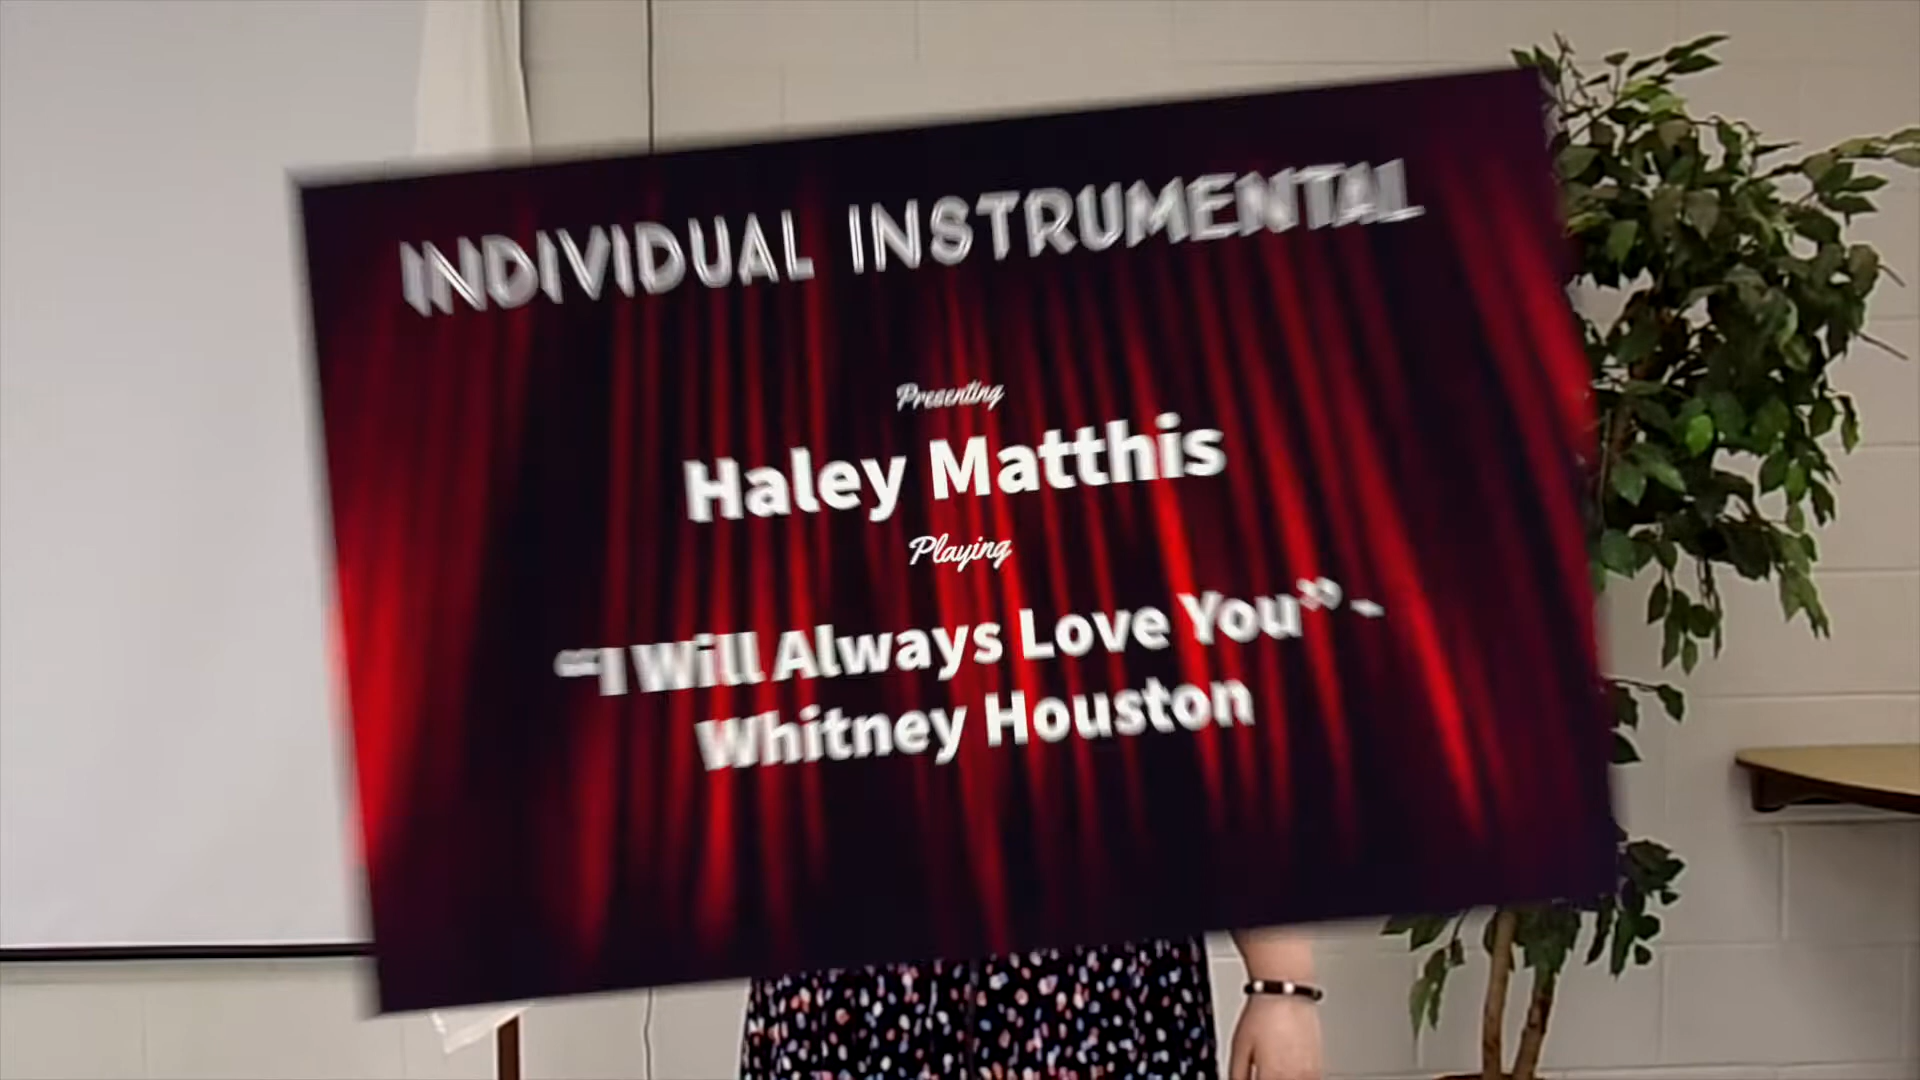 INDIVIDUAL INSTRUMENTAL
Presenting
Haley Matthis
Playing
“I Will Always Love You” -
Whitney Houston